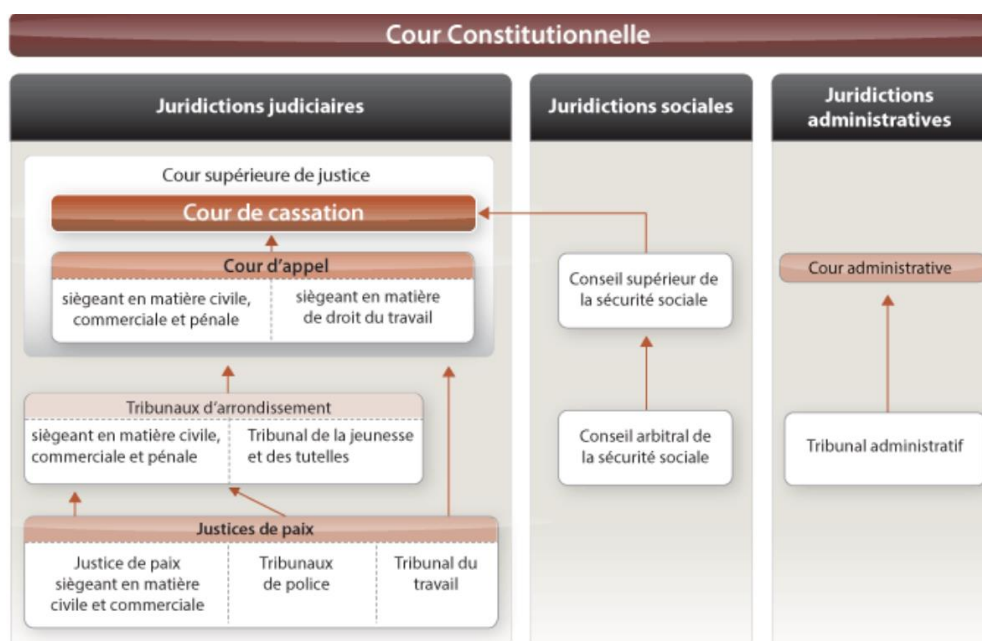 Cour Constitutionnelle
Juridictions judiciaires
Cour supérieure de justice
Cour de cassation
Cour d'appel
siègeant en matière civile,
commerciale et pénale
siègeant en matière
de droit du travail
Tribunaux d'arrondissement
siègeant en matière civile,
commerciale et pénale
Tribunal de la jeunesse
et des tutelles
Justices de paix
Justice de paix
siègeant en matière
civile et commerciale
Tribunaux
de police
Tribunal du
travail
Juridictions sociales
Conseil supérieur de
la sécurité sociale
Conseil arbitral de
la sécurité sociale
Juridictions
administratives
Cour administrative
Tribunal administratif